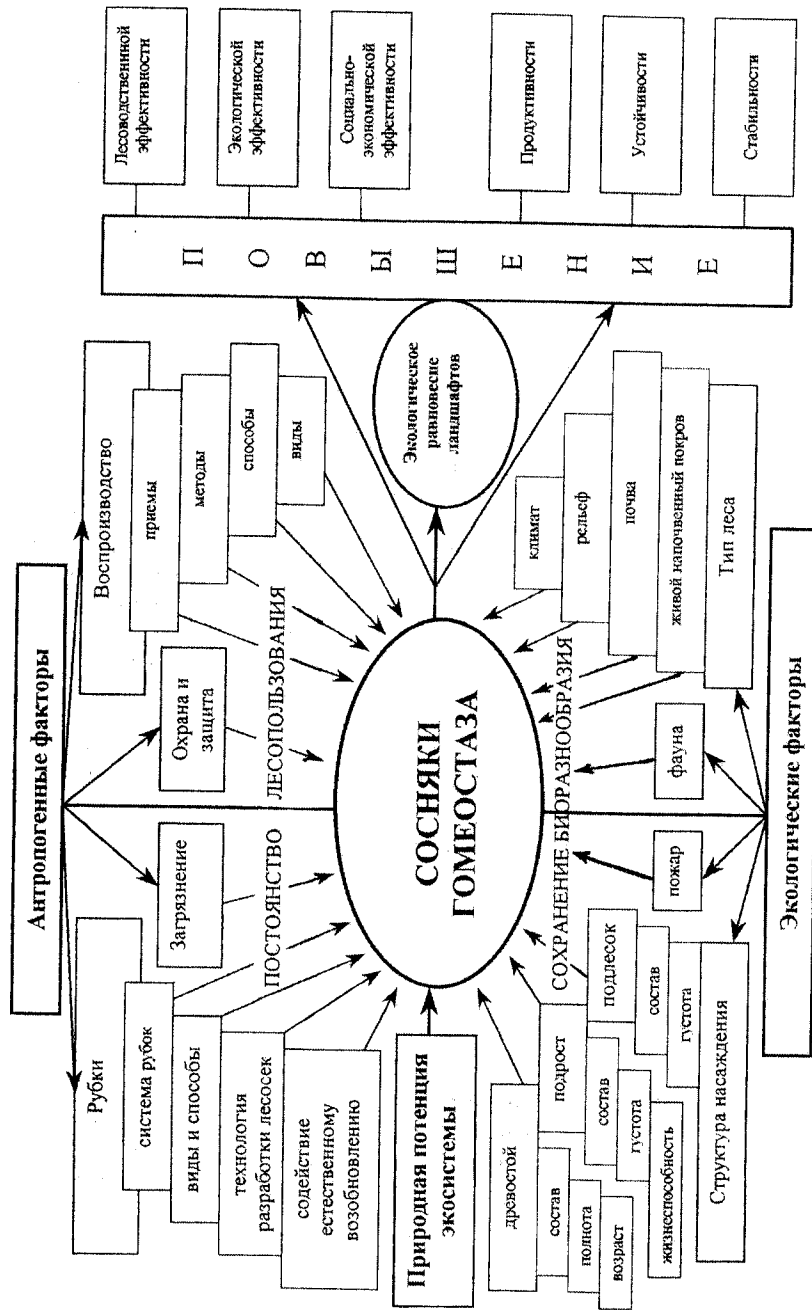 Антропогенные факторы
Рубки
система рубок
виды и способы
технология
разработки лесосек
содействие
естественному
возобновлению
Загрязнение
Охрана и
защита
Воспроизводство
приемы
методы
способы
виды
ПОСТОЯНСТВО
ЛЕСОПОЛЬЗОВАНИЯ
Природная потенция
экосистемы
СОСНЯКИ
ГОМЕОСТАЗА
Экологическое
равновесие
ландшафтов
ПОВЫШЕНИЕ
Лесоводственнной
эффективности
Экологической
эффективности
Социально-
экономической
эффективности
Продуктивности
Устойчивости
Стабильности
СОХРАНЕНИЕ БИОРАЗНООБРАЗИЯ
древостой
состав
полнота
возраст
подрост
состав
густота
жизнеспособность
подлесок
состав
густота
Структура насаждения
пожар
фауна
климат
рельеф
почва
живой напочвенный покров
Тип леса
Экологические факторы